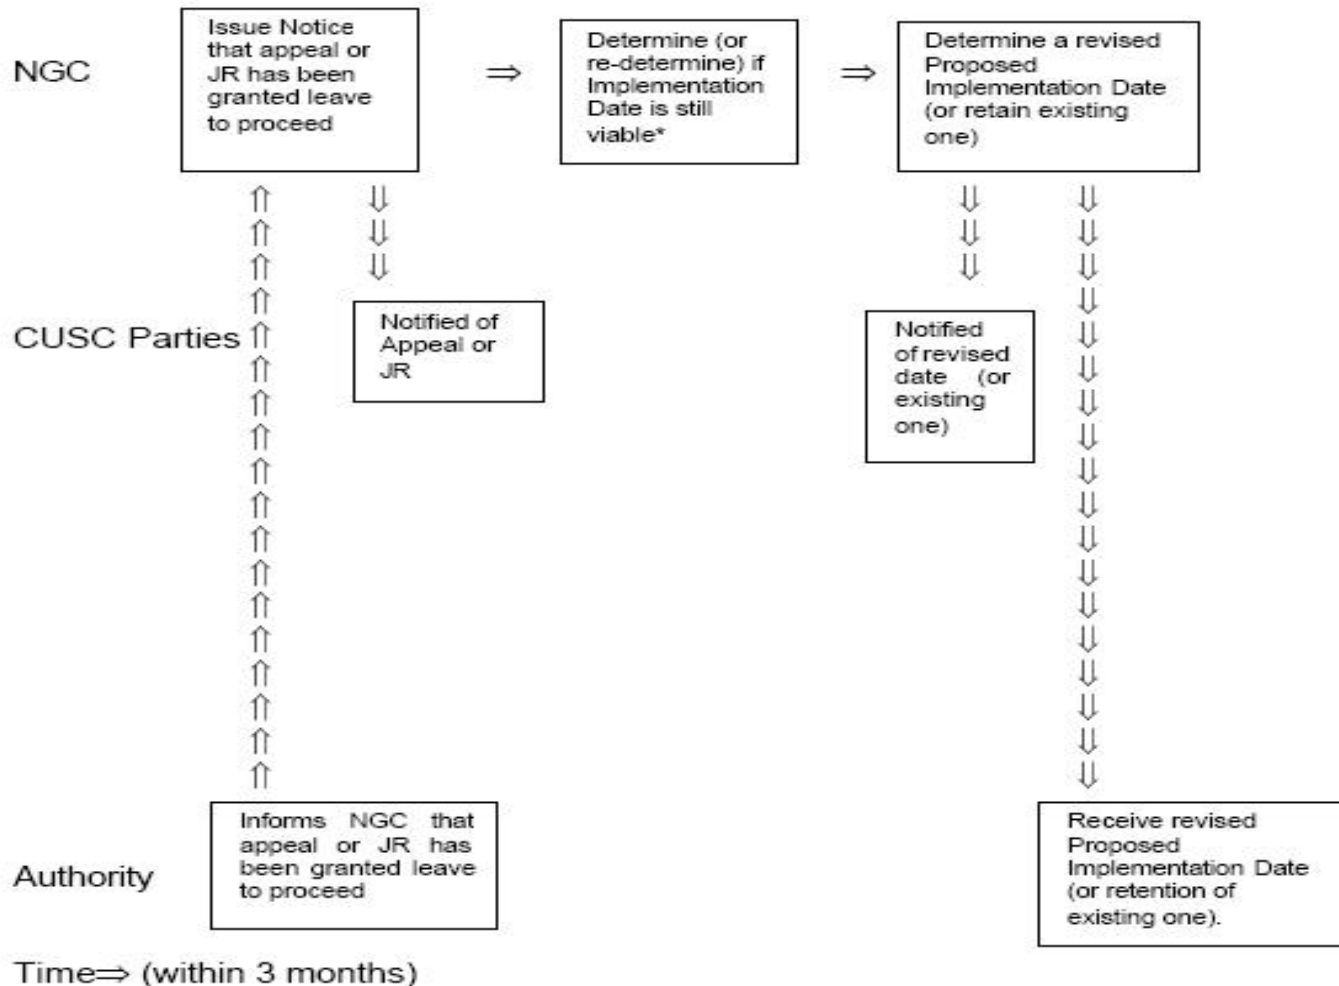 NGC
Issue Notice
that appeal or
JR has been
granted leave
to proceed
⇒
Determine (or
re-determine) if
Implementation
Date is still
viable*
⇒
Determine a revised
Proposed
Implementation Date
(or retain existing
one)
CUSC Parties
Notified of
Appeal or
JR
Notified
of revised
date (or
existing
one)
Authority
Informs NGC that
appeal or JR has
been granted leave
to proceed
Receive revised
Proposed
Implementation Date
(or retention of
existing one).
Time⇒ (within 3 months)